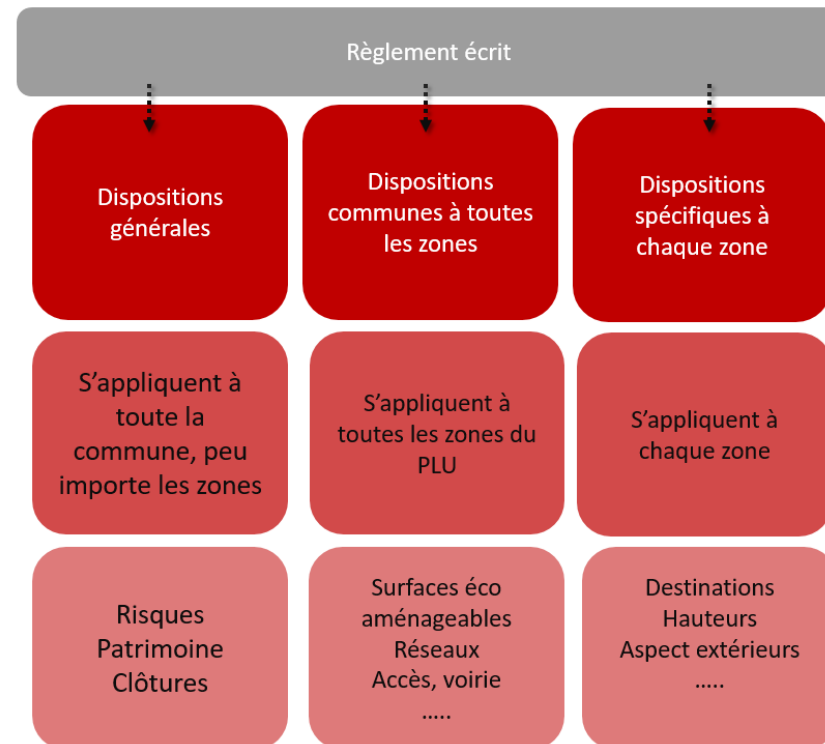 Règlement écrit
Dispositions
générales
Dispositions
communes à toutes
les zones
Dispositions
spécifiques à
chaque zone
S'appliquent à
toute la
commune, peu
importe les zones
S'appliquent à
toutes les zones du
PLU
S'appliquent à
chaque zone
Risques
Patrimoine
Clôtures
Surfaces éco
aménageables
Réseaux
Accès, voirie
.....
Destinations
Hauteurs
Aspect extérieurs
.....